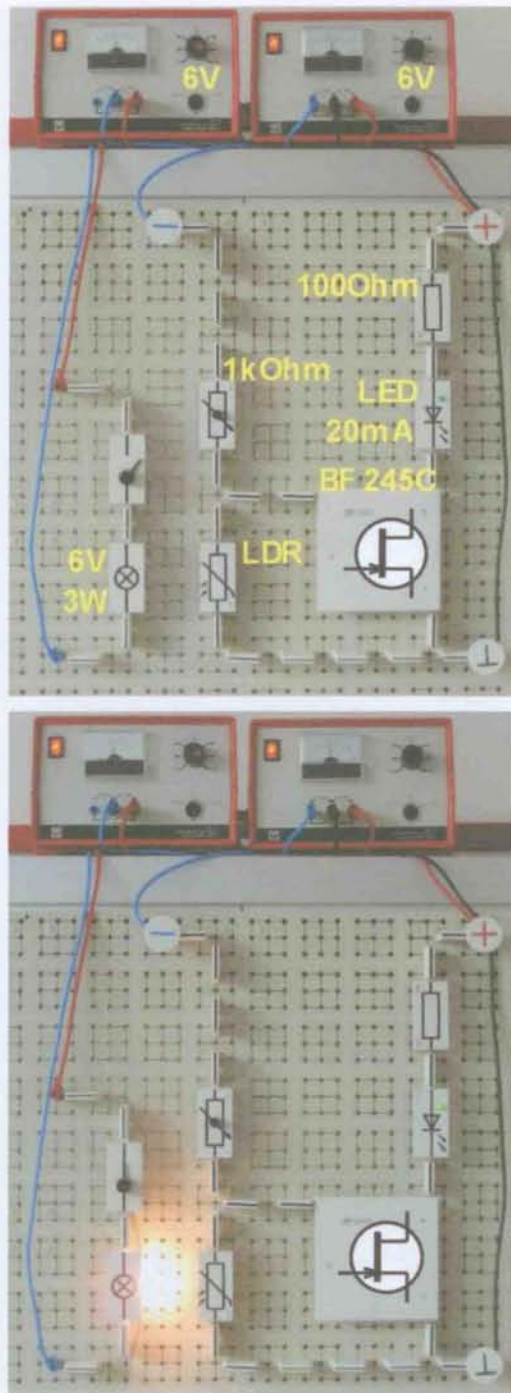 6V
6V
−
+
100Ohm
1kOhm
LED
20mA
BF 245C
LDR
6V
3W
−
+